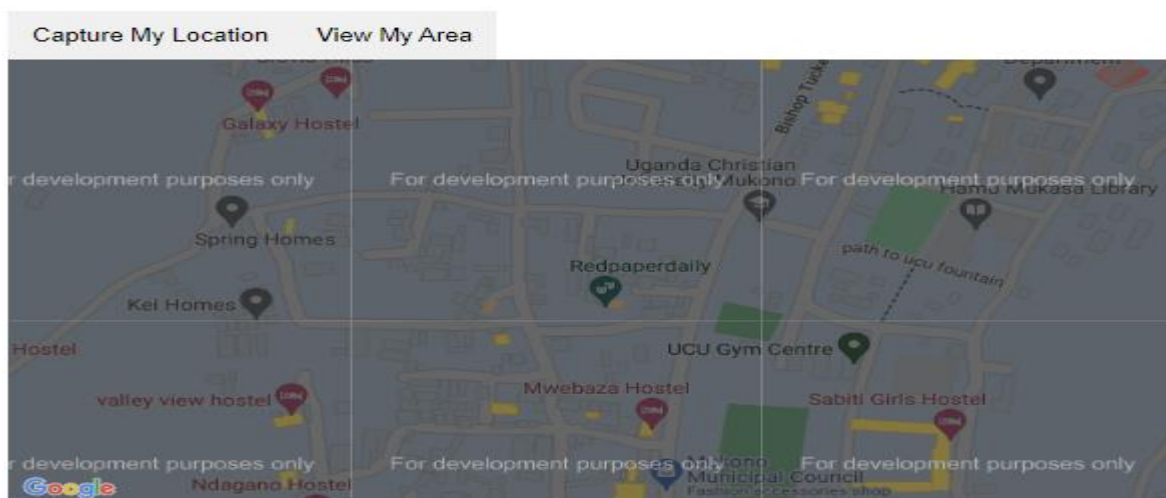 Capture My Location View My Area
Galaxy Hostel
Department
Bishop Tucke
Uganda Christian
Mukono
r development purposes only
For development purposes only
For development purposes only
Hamu Mukasa Library
Spring Homes
path to ucu fountain
Redpaperdaily
Kei Homes
Hostel
UCU Gym Centre
valley view hostel
Mwebaza Hostel
Sabiti Girls Hostel
r development purposes only
For development purposes only
For development purposes only
Mukono
Municipal Council
Fashion accessories shop
Ndagano Hostel
Google